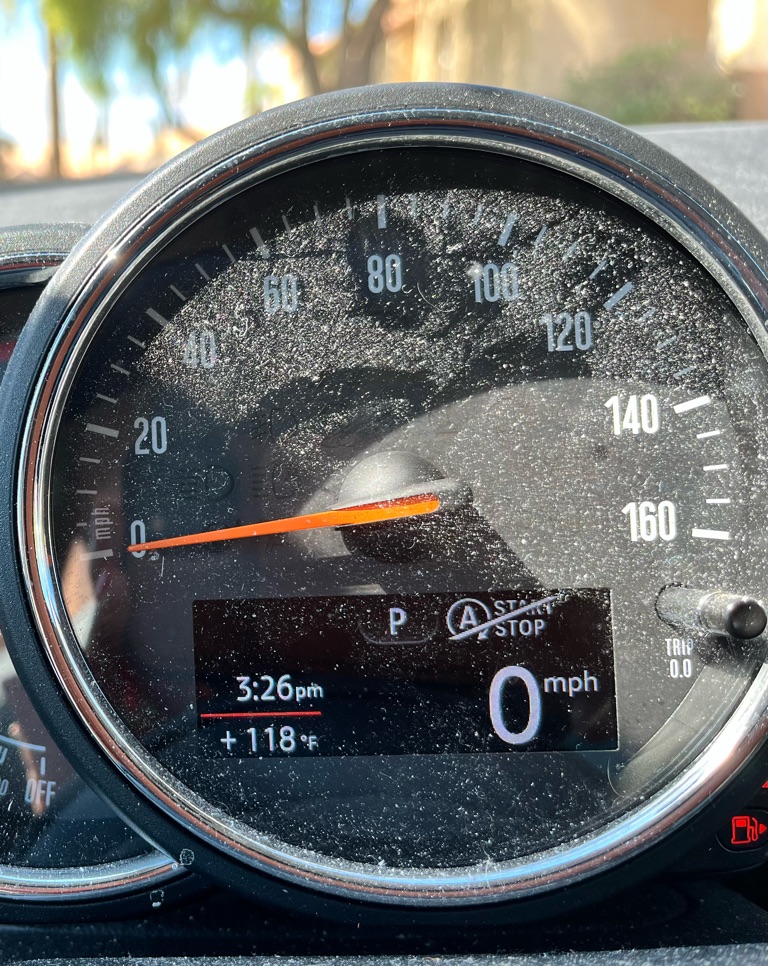 80
60
100
40
120
20
140
mph
0
160
P
A START
STOP
TRIP
0.0
3:26pm
0 mph
+118°F
OFF